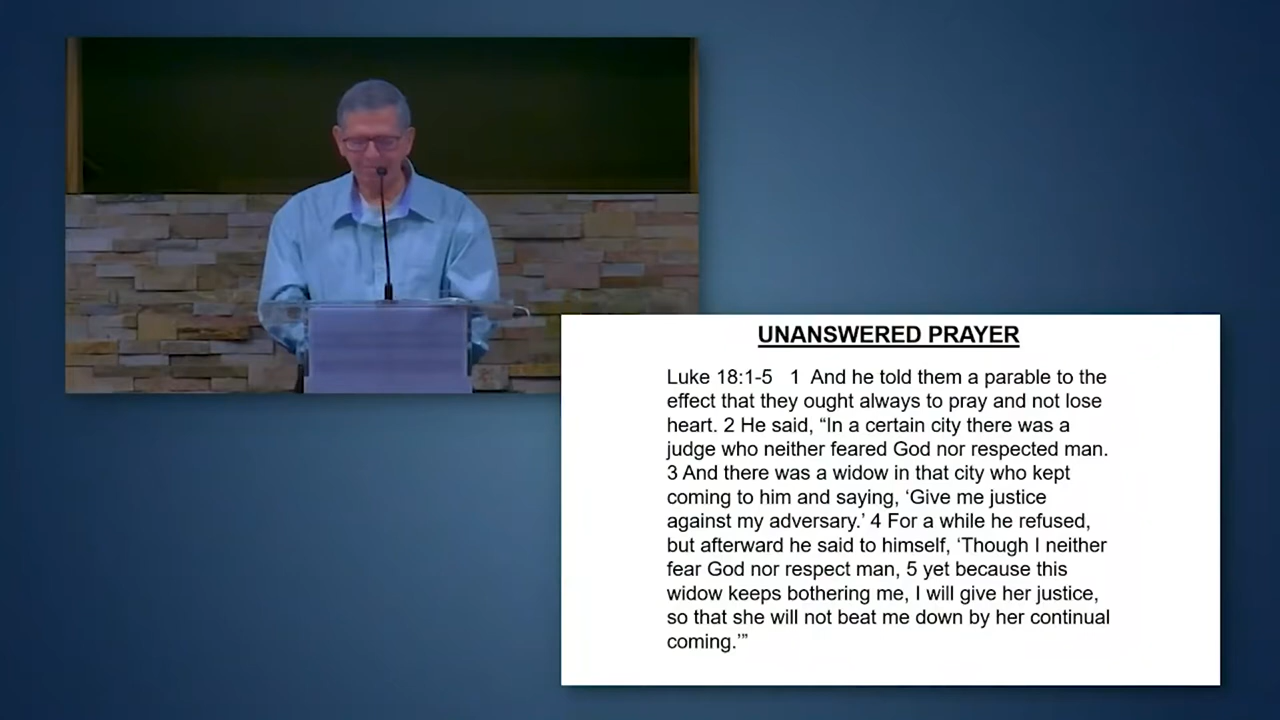 UNANSWERED PRAYER
Luke 18:1-5 1 And he told them a parable to the
effect that they ought always to pray and not lose
heart. 2 He said, “In a certain city there was a
judge who neither feared God nor respected man.
3 And there was a widow in that city who kept
coming to him and saying, ‘Give me justice
against my adversary.’ 4 For a while he refused,
but afterward he said to himself, ‘Though I neither
fear God nor respect man, 5 yet because this
widow keeps bothering me, I will give her justice,
so that she will not beat me down by her continual
coming.’”